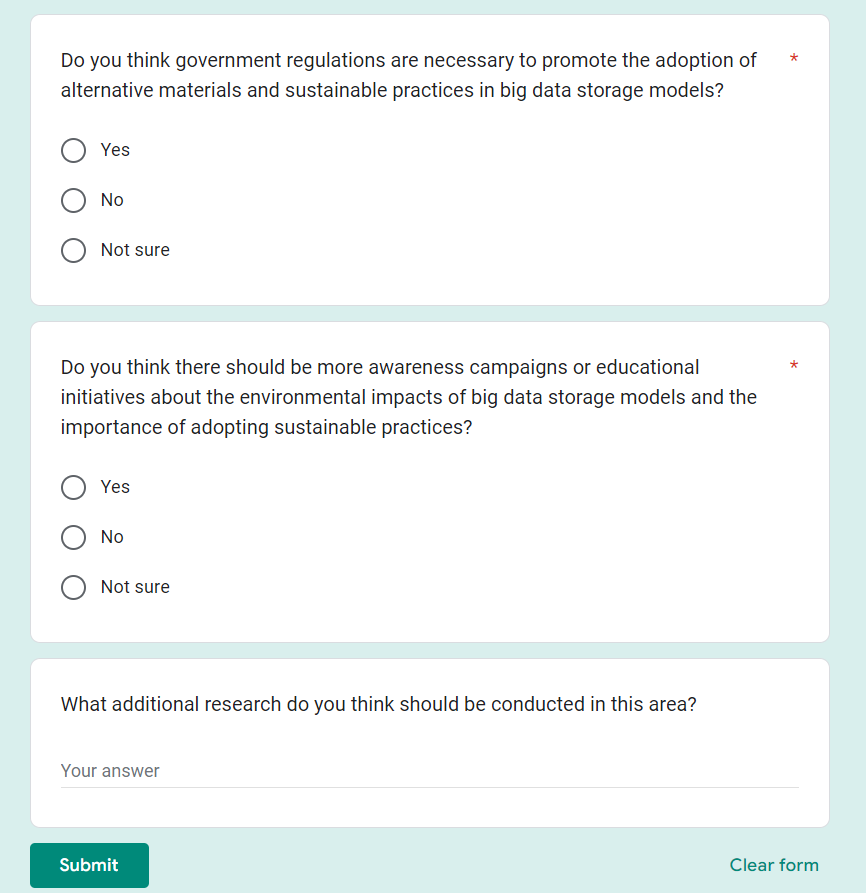 Do you think government regulations are necessary to promote the adoption of *
alternative materials and sustainable practices in big data storage models?
Yes
No
Not sure
Do you think there should be more awareness campaigns or educational *
initiatives about the environmental impacts of big data storage models and the
importance of adopting sustainable practices?
Yes
No
Not sure
What additional research do you think should be conducted in this area?
Your answer
Submit Clear form